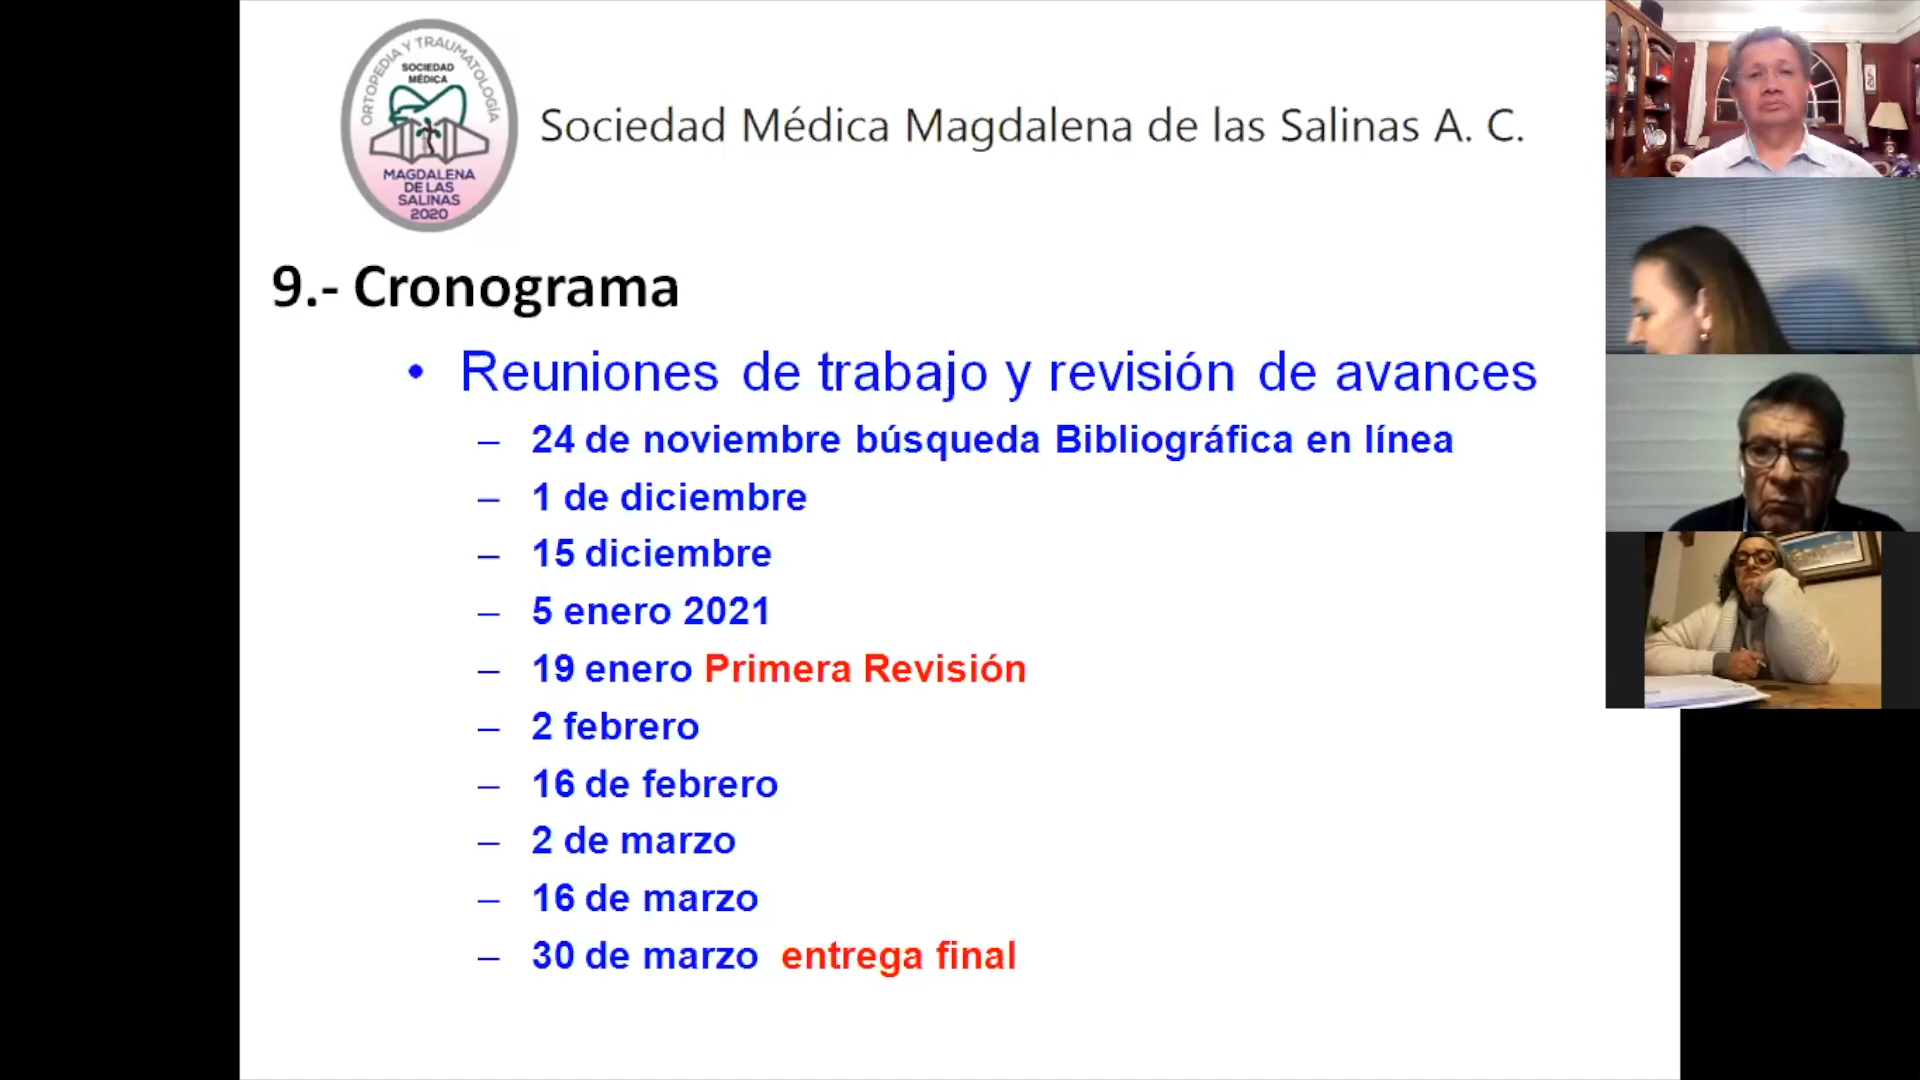 ORTOPEDIA Y TRAUMATOLOGÍA
SOCIEDAD
MÉDICA
MAGDALENA
DE LAS
SALINAS
2020
Sociedad Médica Magdalena de las Salinas A. C.
9.- Cronograma
• Reuniones de trabajo y revisión de avances
– 24 de noviembre búsqueda Bibliográfica en línea
– 1 de diciembre
– 15 diciembre
– 5 enero 2021
– 19 enero Primera Revisión
– 2 febrero
– 16 de febrero
– 2 de marzo
– 16 de marzo
– 30 de marzo entrega final